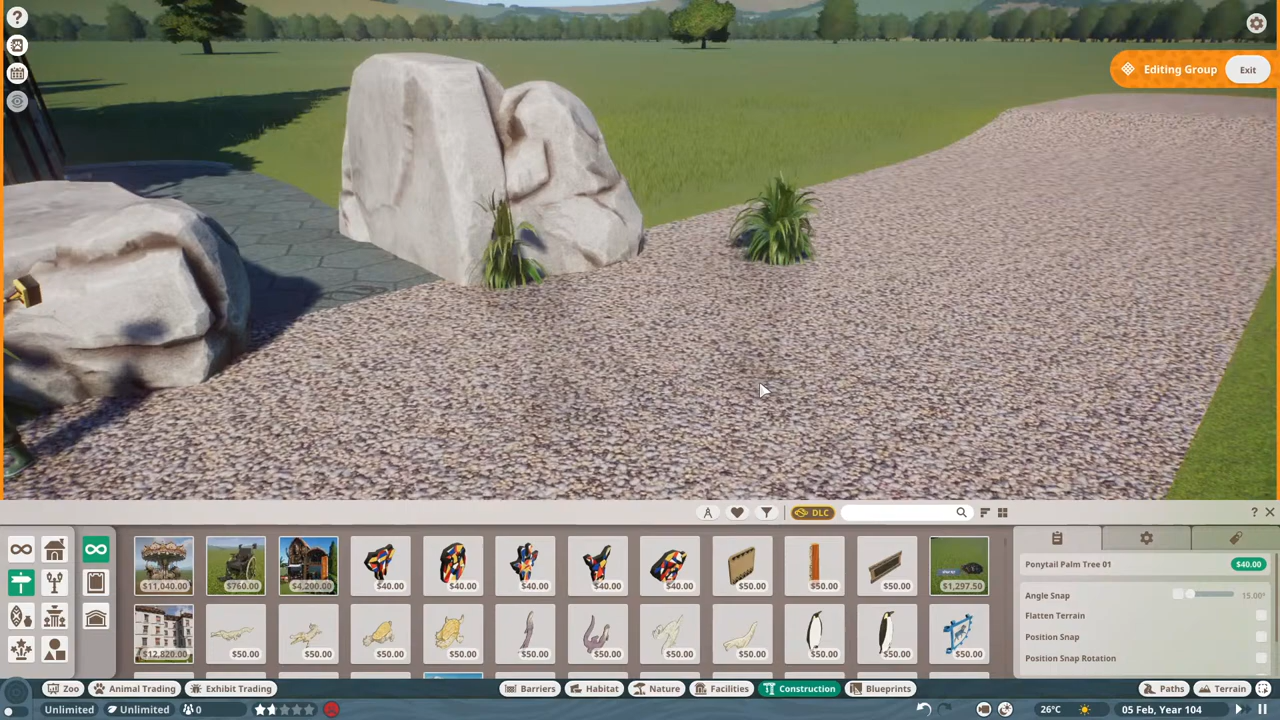 ?
Editing Group
Exit
DLC
?
$11,040.00
$760.00
$4,200.00
$40.00
$40.00
$40.00
$40.00
$40.00
$50.00
$50.00
$50.00
$1,297.50
$12,820.00
$50.00
$50.00
$50.00
$50.00
$50.00
$50.00
$50.00
$50.00
$50.00
$50.00
$50.00
Ponytail Palm Tree 01
$40.00
Angle Snap
15.00°
Flatten Terrain
Position Snap
Position Snap Rotation
Zoo
Animal Trading
Exhibit Trading
Barriers
Habitat
Nature
Facilities
Construction
Blueprints
Paths
Terrain
Unlimited
Unlimited
0
26°C
05 Feb, Year 104